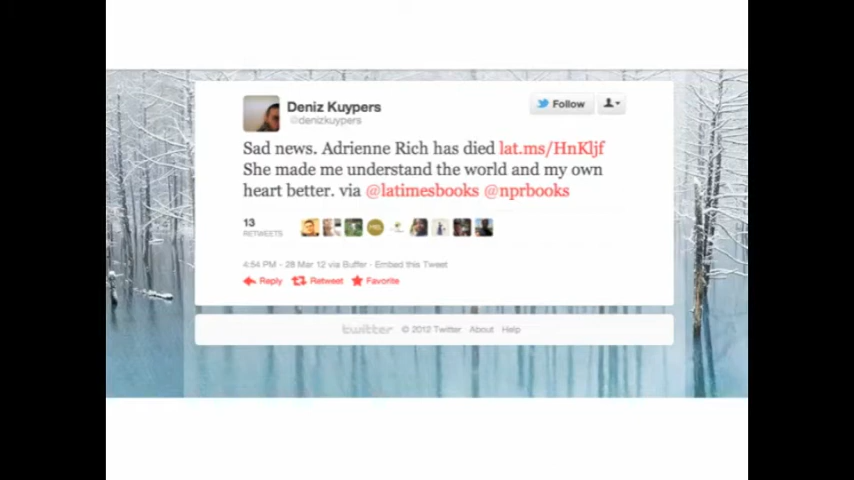 Deniz Kuypers
@denizkuypers
Follow
Sad news. Adrienne Rich has died lat.ms/HnKljf
She made me understand the world and my own
heart better. via @latimesbooks @nprbooks
13
RETWEETS
4:54 PM - 28 Mar 12 via Buffer · Embed this Tweet
Reply Retweet Favorite
twitter © 2012 Twitter About Help